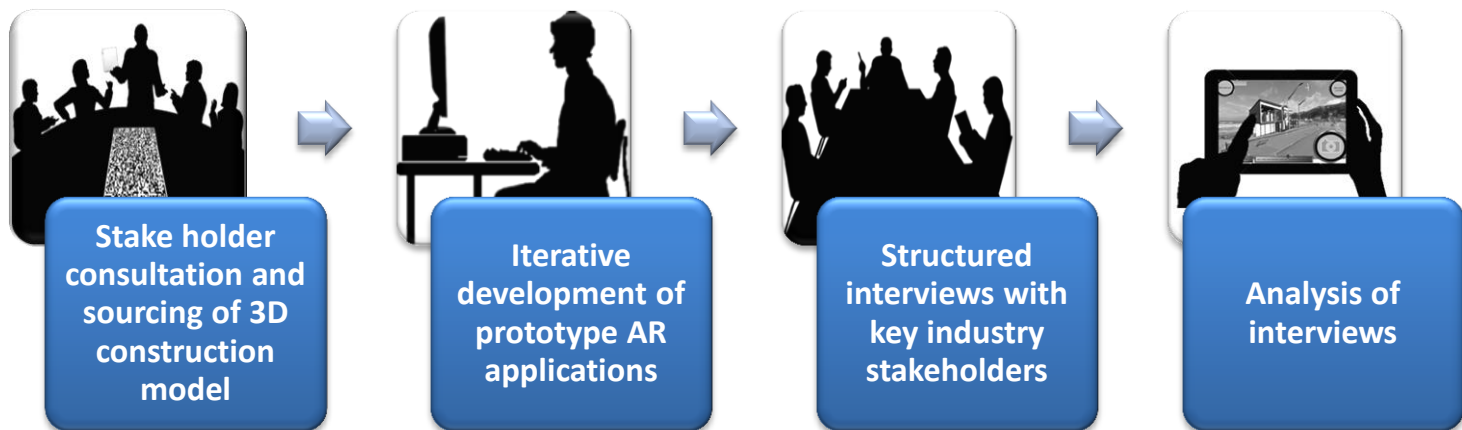 Stake holder
consultation and
sourcing of 3D
construction
model
Iterative
development of
prototype AR
applications
Structured
interviews with
key industry
stakeholders
Analysis of
interviews